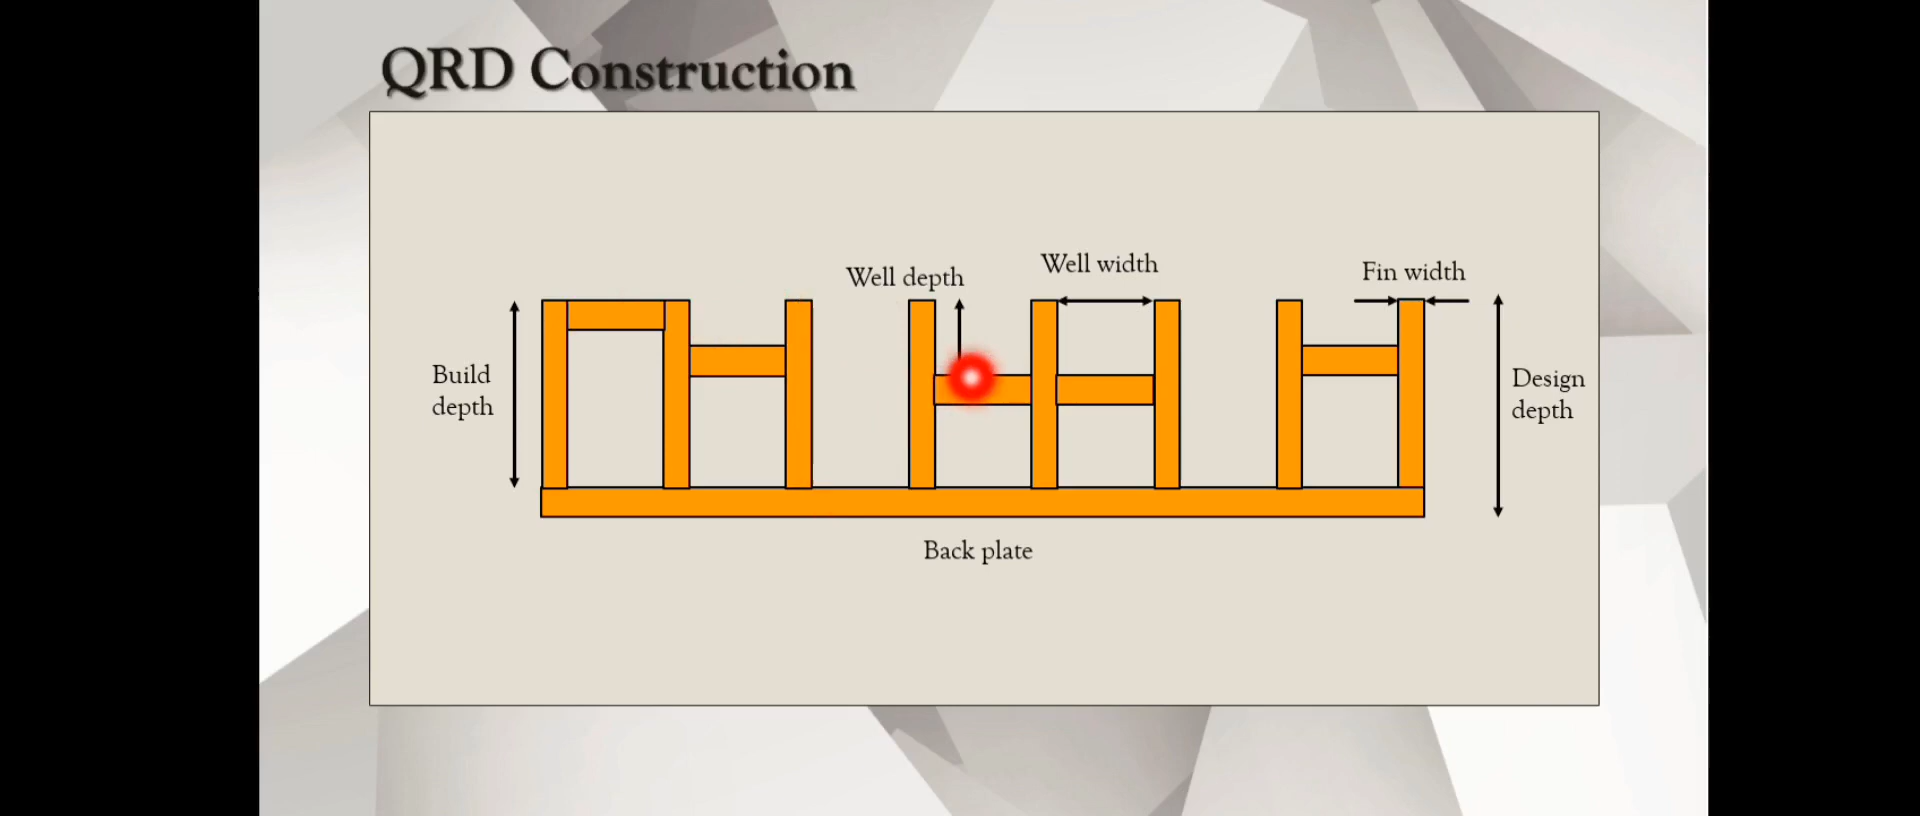 QRD Construction
Well depth
Well width
Fin width
Build
depth
Design
depth
Back plate